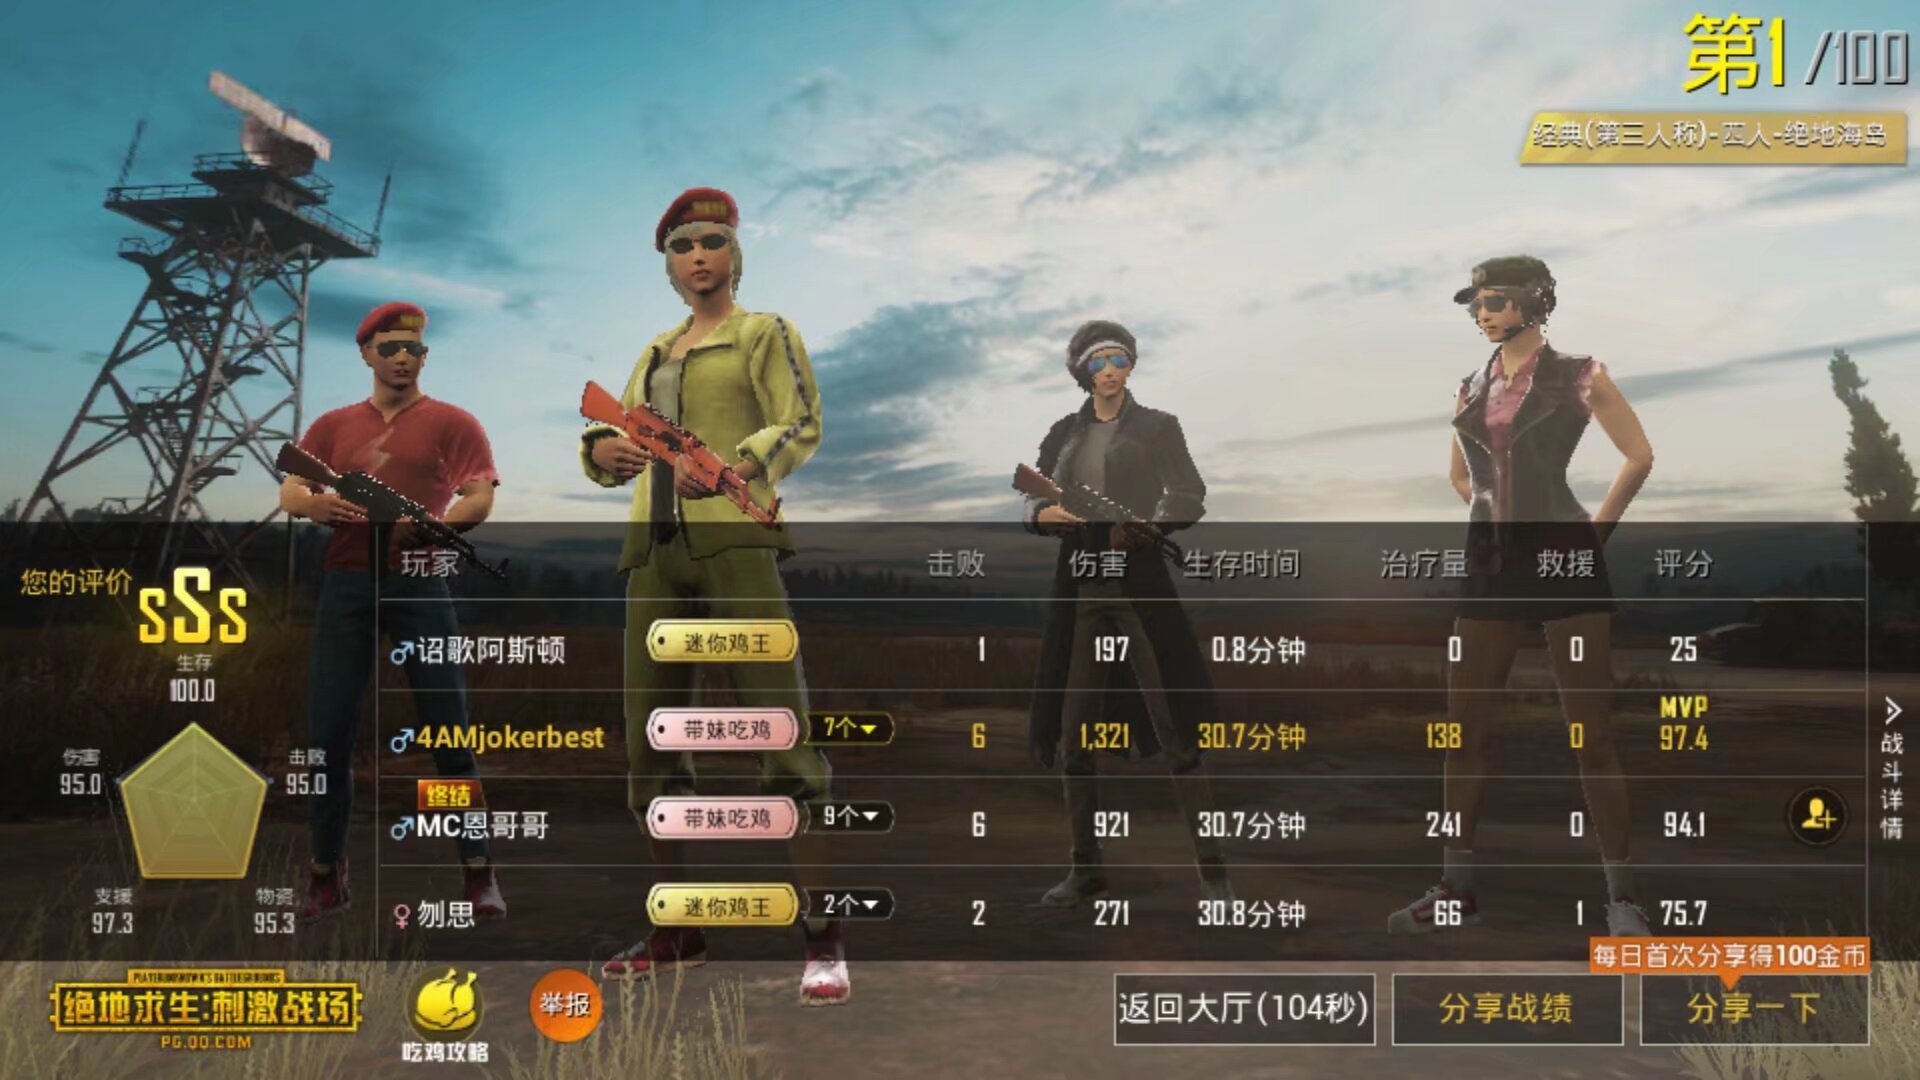 第1/100
经典(第三人称)-四人-绝地海岛
您的评价 SSS
生存
100.0
伤害
95.0
击败
95.0
支援
97.3
物资
95.3
玩家 击败 伤害 生存时间 治疗量 救援 评分
♂诏歌阿斯顿 迷你鸡王 1 197 0.8分钟 0 0 25
MVP
♂4AMjokerbest 带妹吃鸡 7个 6 1,321 30.7分钟 138 0 97.4
终结
♂MC恩哥哥 带妹吃鸡 9个 6 921 30.7分钟 241 0 94.1
♀刎思 迷你鸡王 2个 2 271 30.8分钟 66 1 75.7
战斗详情
每日首次分享得100金币
PLAYERUNKNOWN'S BATTLEGROUNDS
绝地求生:刺激战场
PG.QQ.COM
吃鸡攻略
举报
返回大厅(104秒)
分享战绩
分享一下